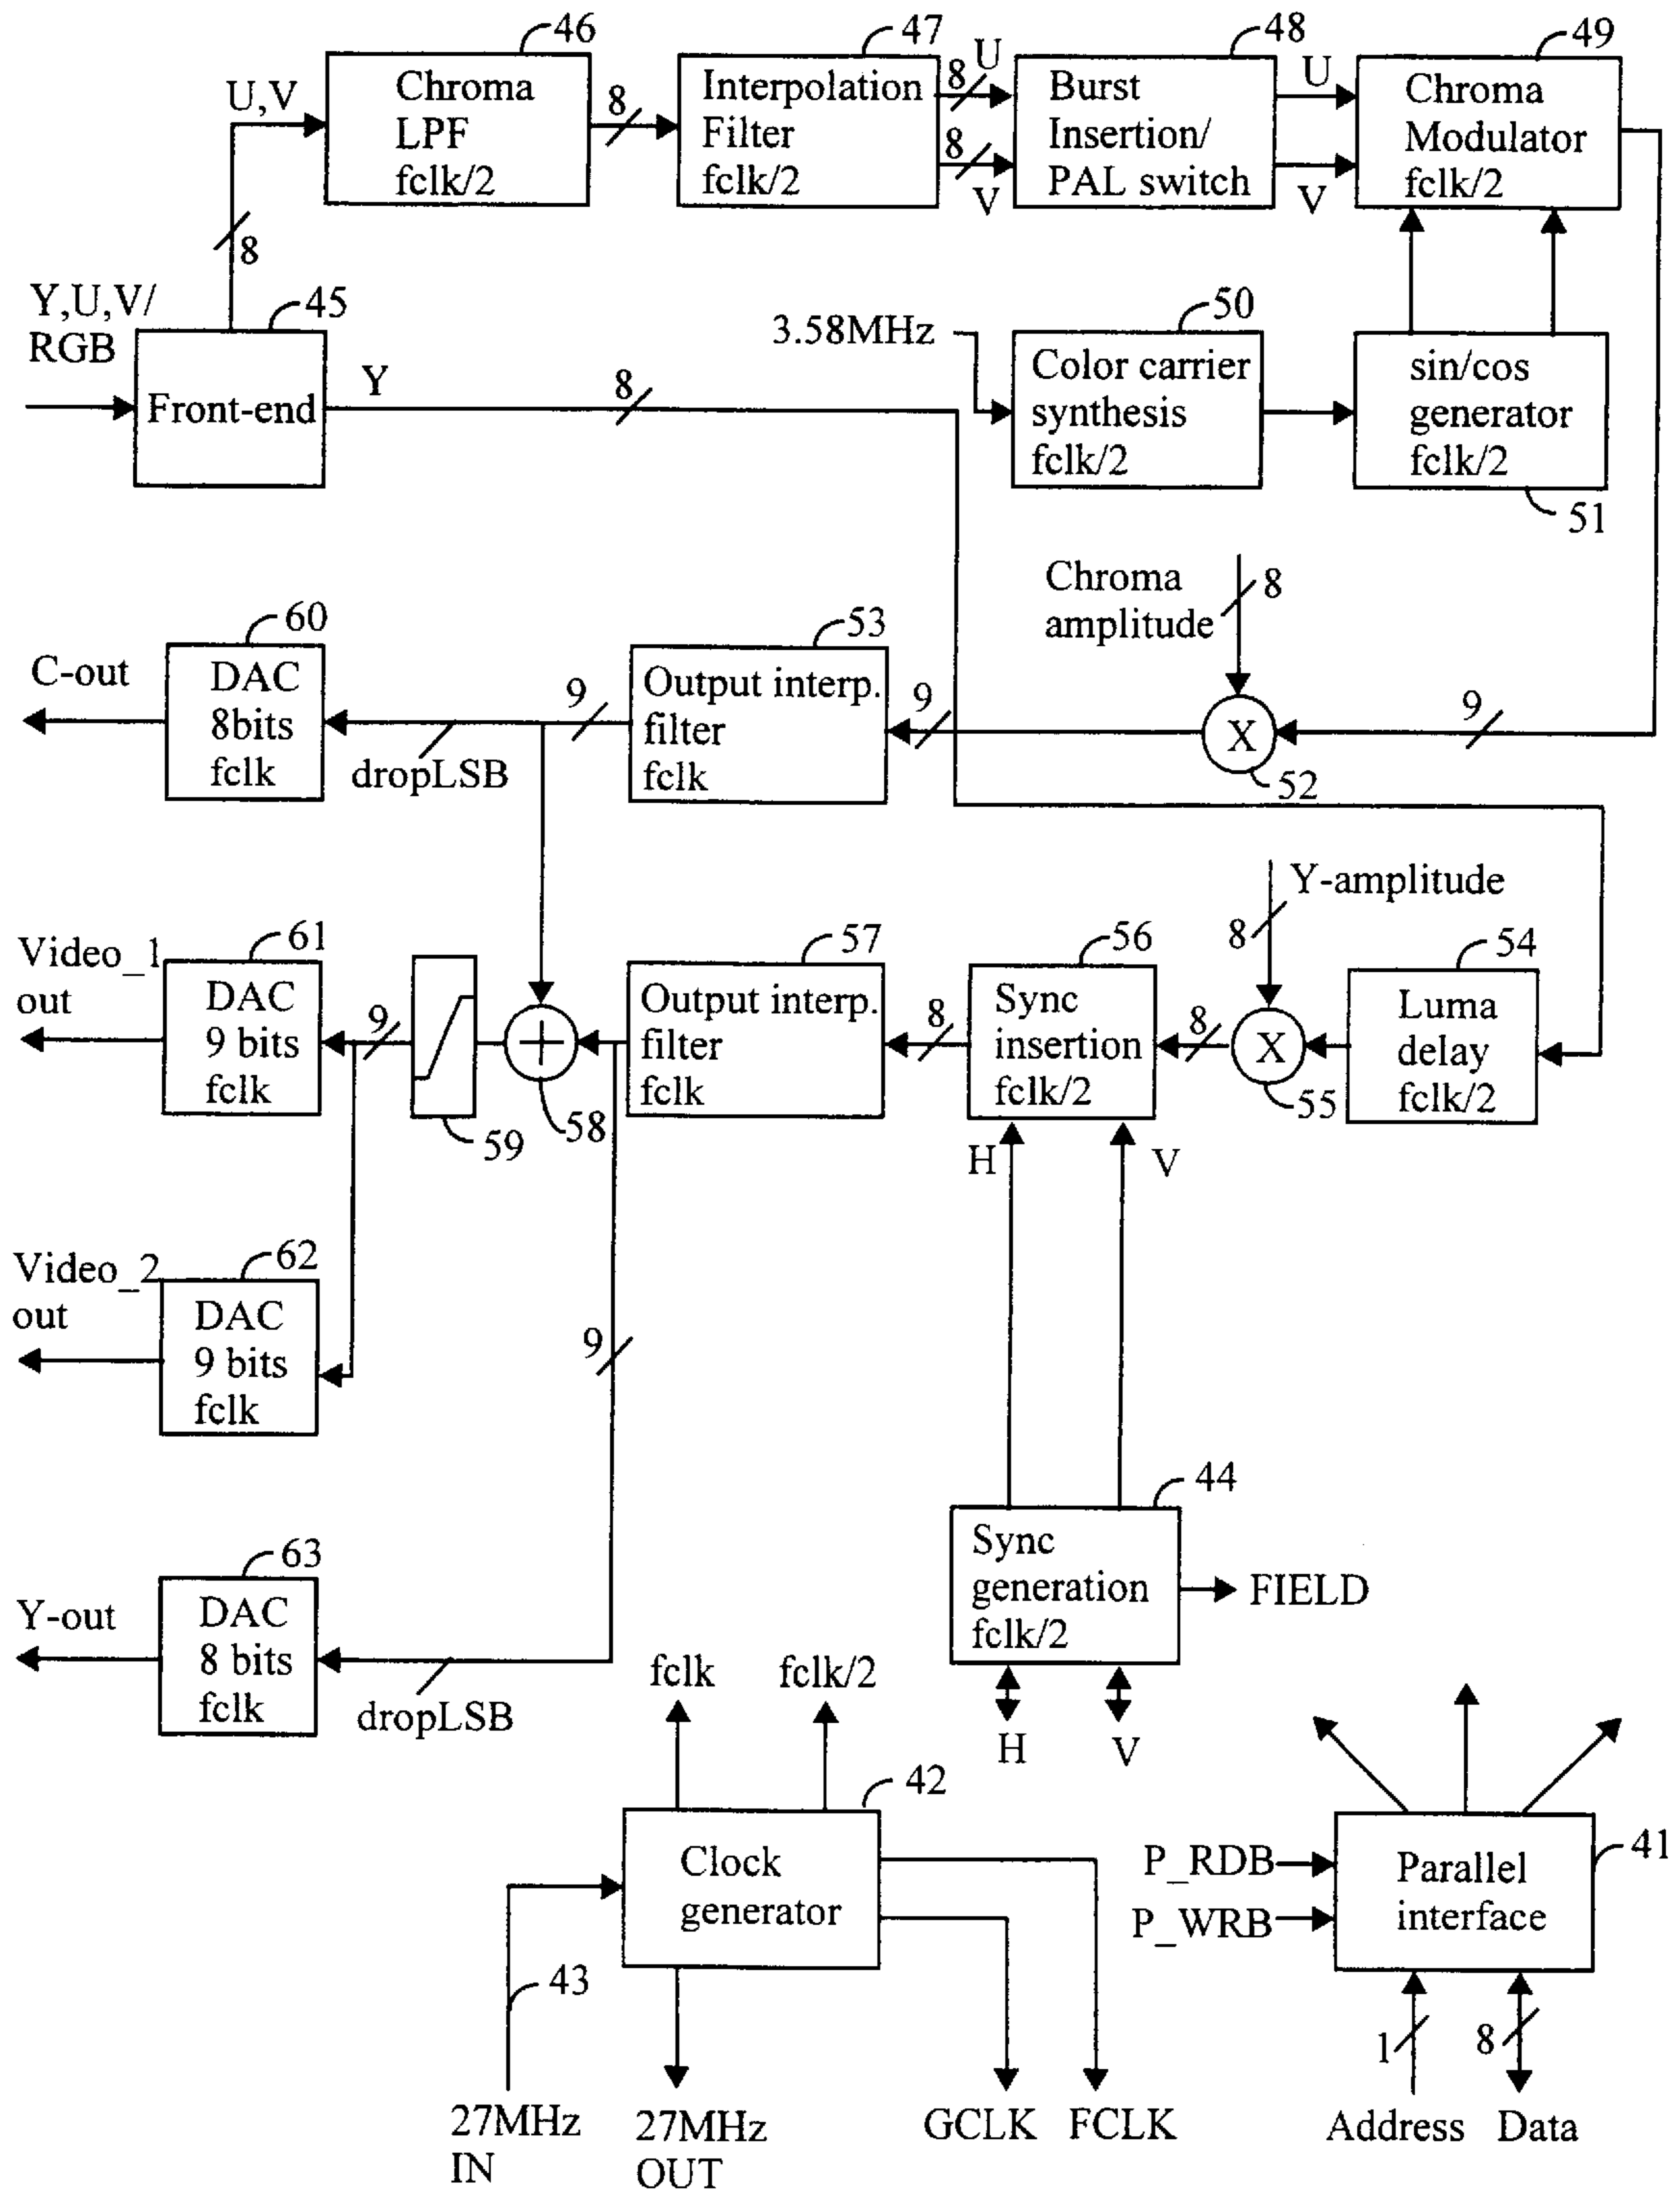 46
47
48
49
U,V
Chroma
LPF
fclk/2
8
Interpolation
Filter
fclk/2
8
U
8
V
Burst
Insertion/
PAL switch
U
V
Chroma
Modulator
fclk/2
8
Y,U,V/
RGB
45
Front-end
Y
8
3.58MHz
50
Color carrier
synthesis
fclk/2
sin/cos
generator
fclk/2
51
Chroma
amplitude
8
60
C-out
DAC
8bits
fclk
dropLSB
9
53
Output interp.
filter
fclk
9
X
52
9
Y-amplitude
8
Video_1
out
61
DAC
9 bits
fclk
9
59
58
57
Output interp.
filter
fclk
8
56
Sync
insertion
fclk/2
8
X
55
54
Luma
delay
fclk/2
H
V
Video_2
out
62
DAC
9 bits
fclk
9
44
Sync
generation
fclk/2
FIELD
H
V
63
Y-out
DAC
8 bits
fclk
dropLSB
fclk
fclk/2
42
Clock
generator
43
27MHz
IN
27MHz
OUT
GCLK
FCLK
P_RDB
P_WRB
41
Parallel
interface
1
8
Address
Data